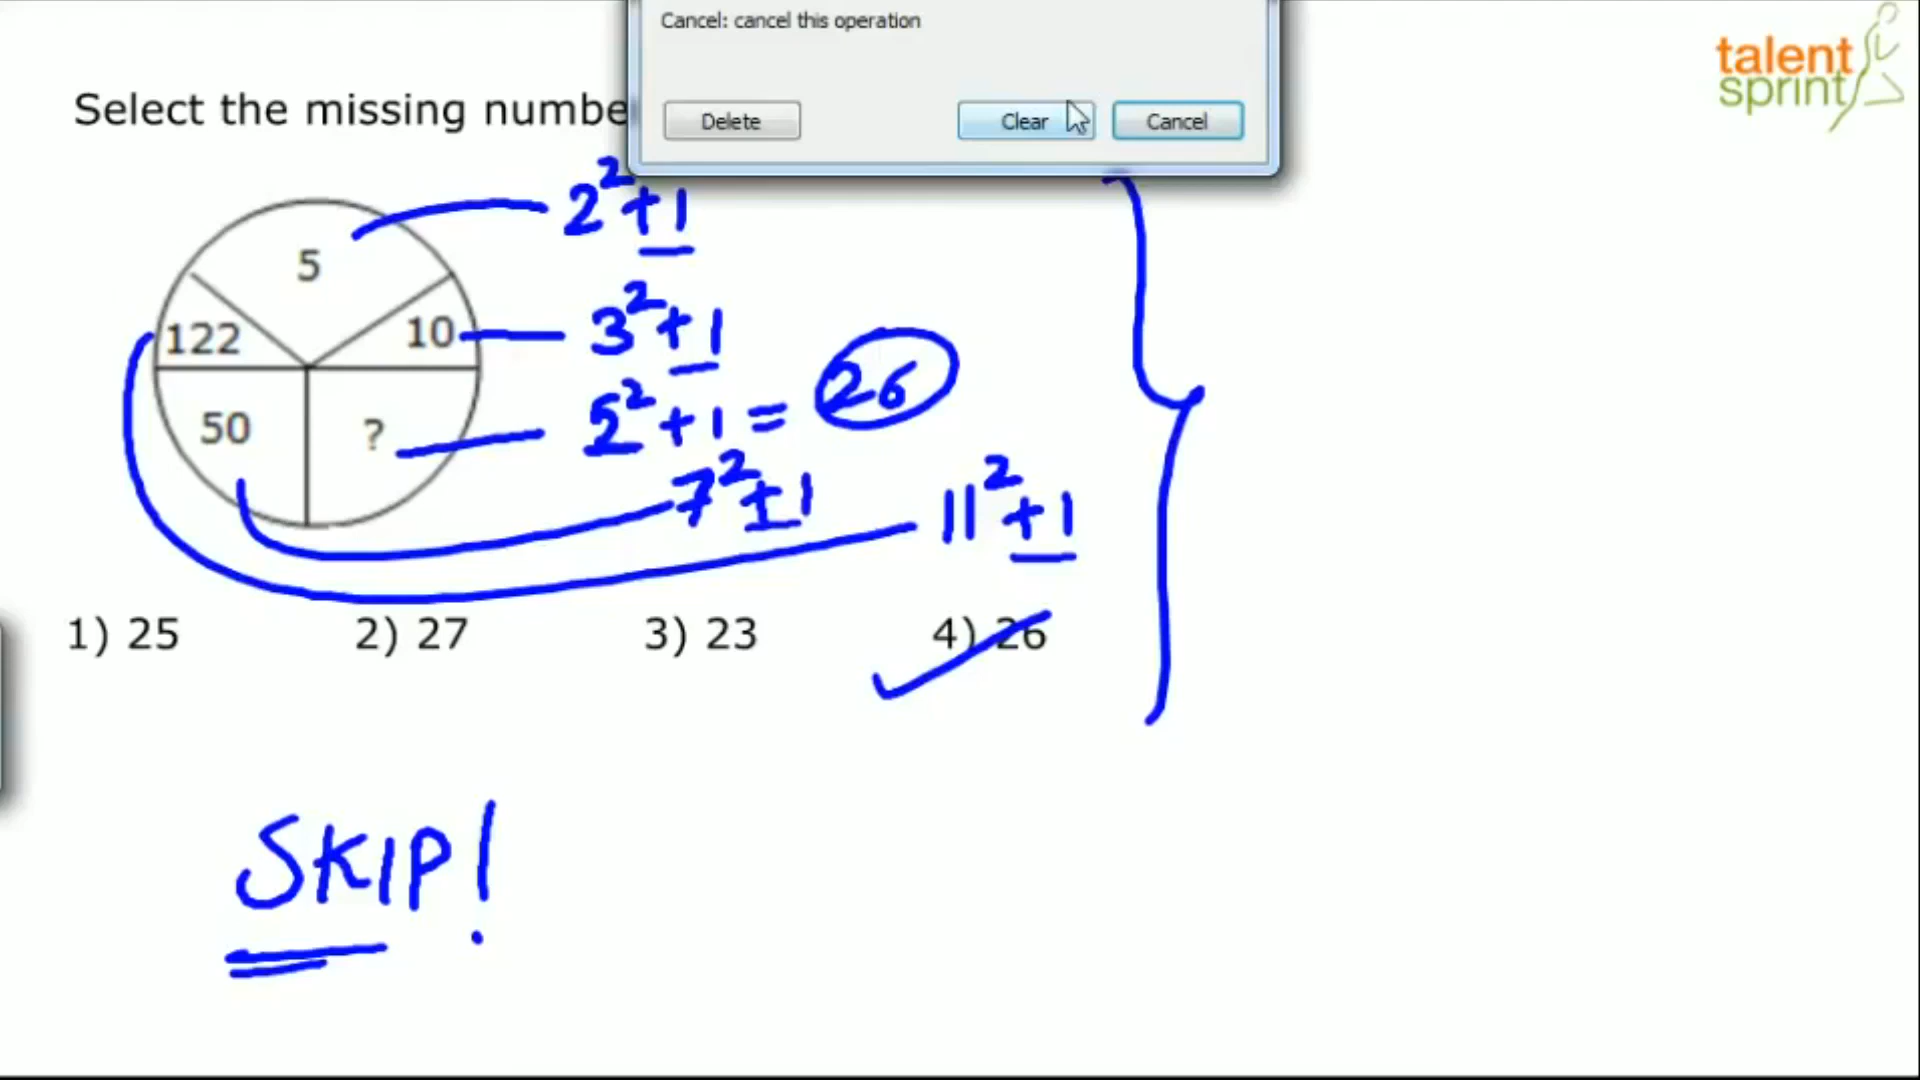 Cancel: cancel this operation
Delete
Clear
Cancel
talent
sprint
Select the missing numbe
5
2² + 1
122
10
3² + 1
50
?
5² + 1 = 26
7² + 1
11² + 1
1) 25
2) 27
3) 23
4) 26
SKIP!